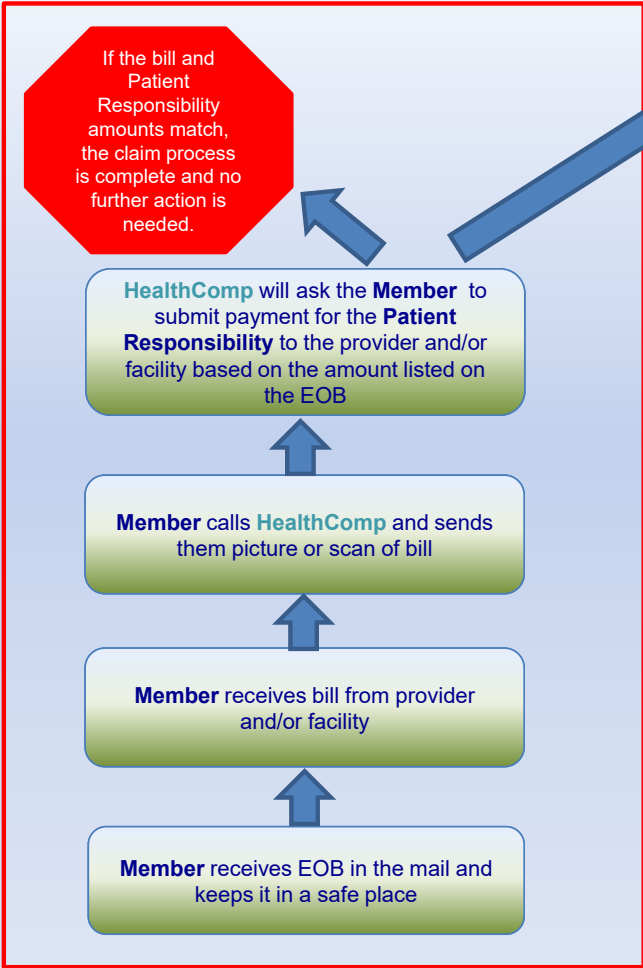 If the bill and
Patient
Responsibility
amounts match,
the claim process
is complete and no
further action is
needed.
HealthComp will ask the Member to
submit payment for the Patient
Responsibility to the provider and/or
facility based on the amount listed on
the EOB
Member calls HealthComp and sends
them picture or scan of bill
Member receives bill from provider
and/or facility
Member receives EOB in the mail and
keeps it in a safe place